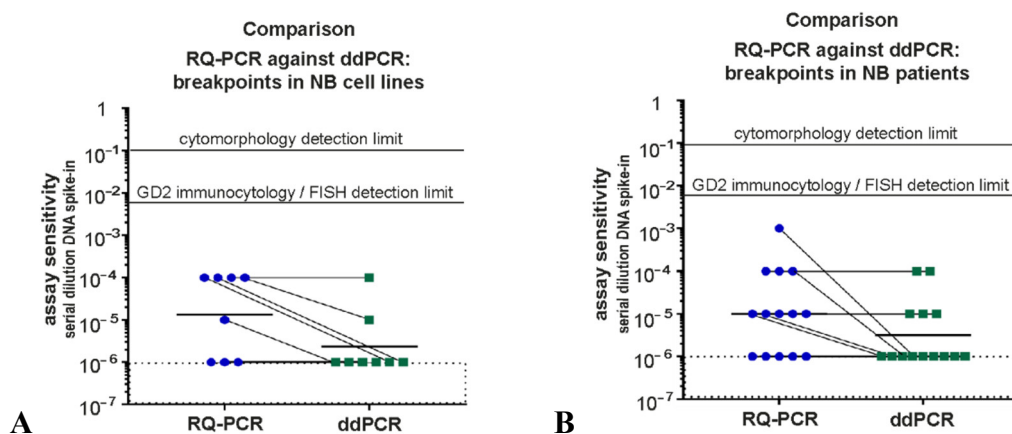 Comparison
RQ-PCR against ddPCR:
breakpoints in NB cell lines
assay sensitivity
serial dilution DNA spike-in
1
10⁻¹
10⁻²
10⁻³
10⁻⁴
10⁻⁵
10⁻⁶
10⁻⁷
cytomorphology detection limit
GD2 immunocytology / FISH detection limit
RQ-PCR
ddPCR
A
Comparison
RQ-PCR against ddPCR:
breakpoints in NB patients
assay sensitivity
serial dilution DNA spike-in
1
10⁻¹
10⁻²
10⁻³
10⁻⁴
10⁻⁵
10⁻⁶
10⁻⁷
cytomorphology detection limit
GD2 immunocytology / FISH detection limit
RQ-PCR
ddPCR
B